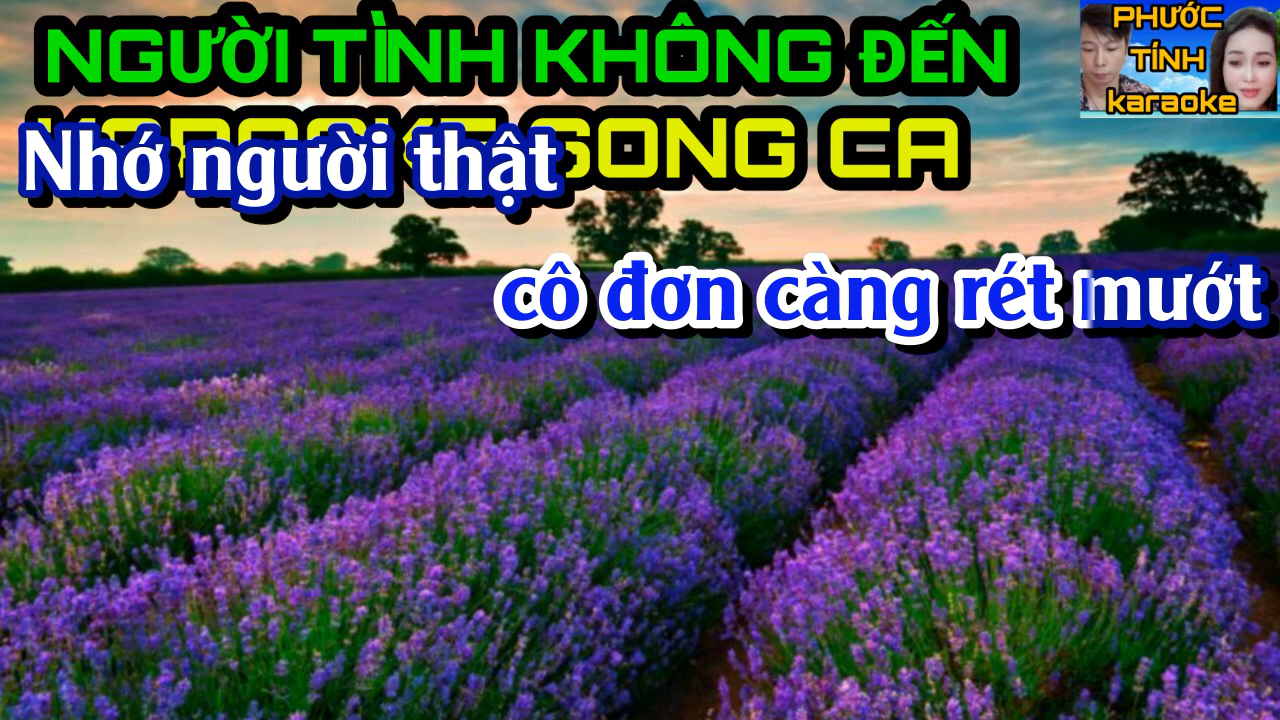 NGƯỜI TÌNH KHÔNG ĐẾN
SONG CA
Nhớ người thật
cô đơn càng rét mướt
PHƯỚC
TÍNH
karaoke